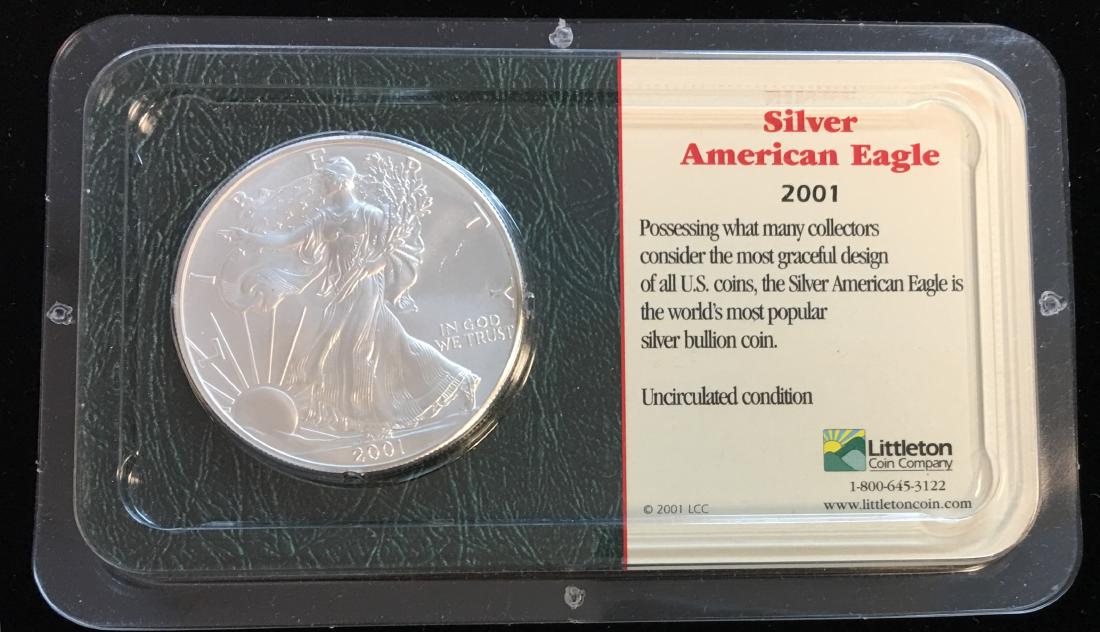 LIBERTY
IN GOD
WE TRUST
2001
Silver
American Eagle
2001
Possessing what many collectors
consider the most graceful design
of all U.S. coins, the Silver American Eagle is
the world's most popular
silver bullion coin.
Uncirculated condition
Littleton
Coin Company
1-800-645-3122
© 2001 LCC
www.littletoncoin.com